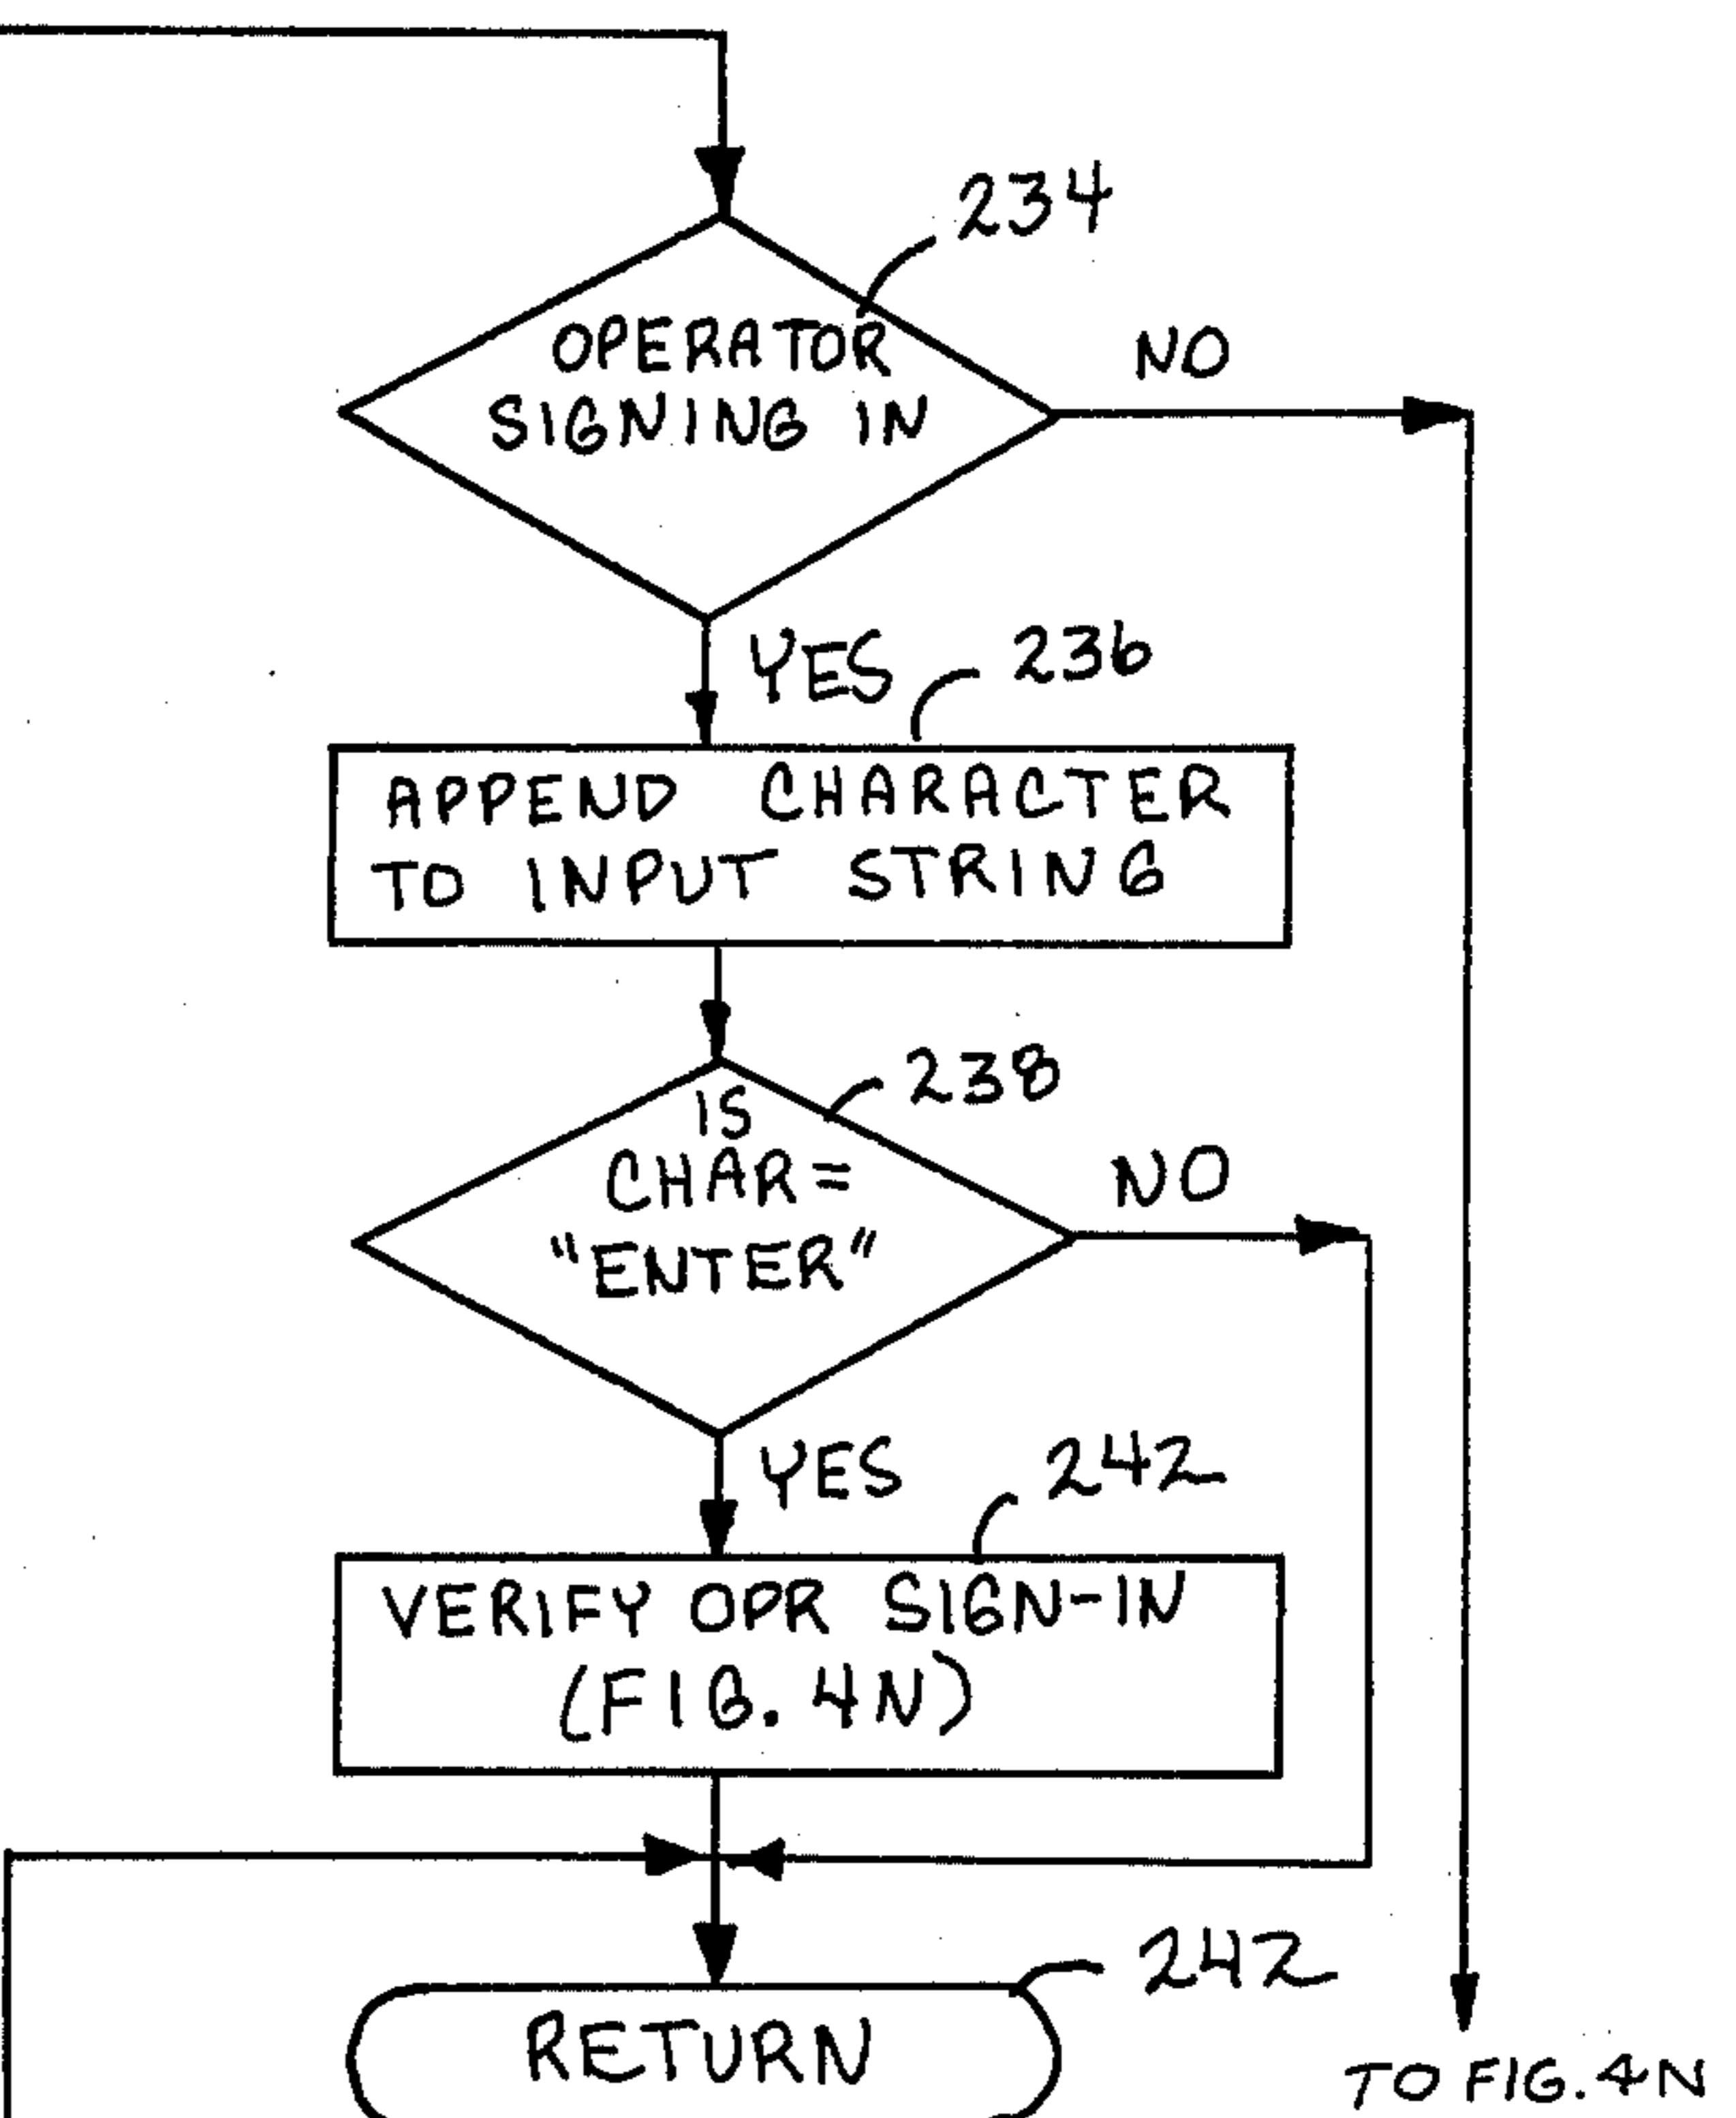 234
OPERATOR
SIGNING IN
NO
YES
236
APPEND CHARACTER
TO INPUT STRING
238
IS
CHAR=
"ENTER"
NO
YES
242
VERIFY OPR SIGN-IN
(FIG. 4N)
242
RETURN
TO FIG. 4N